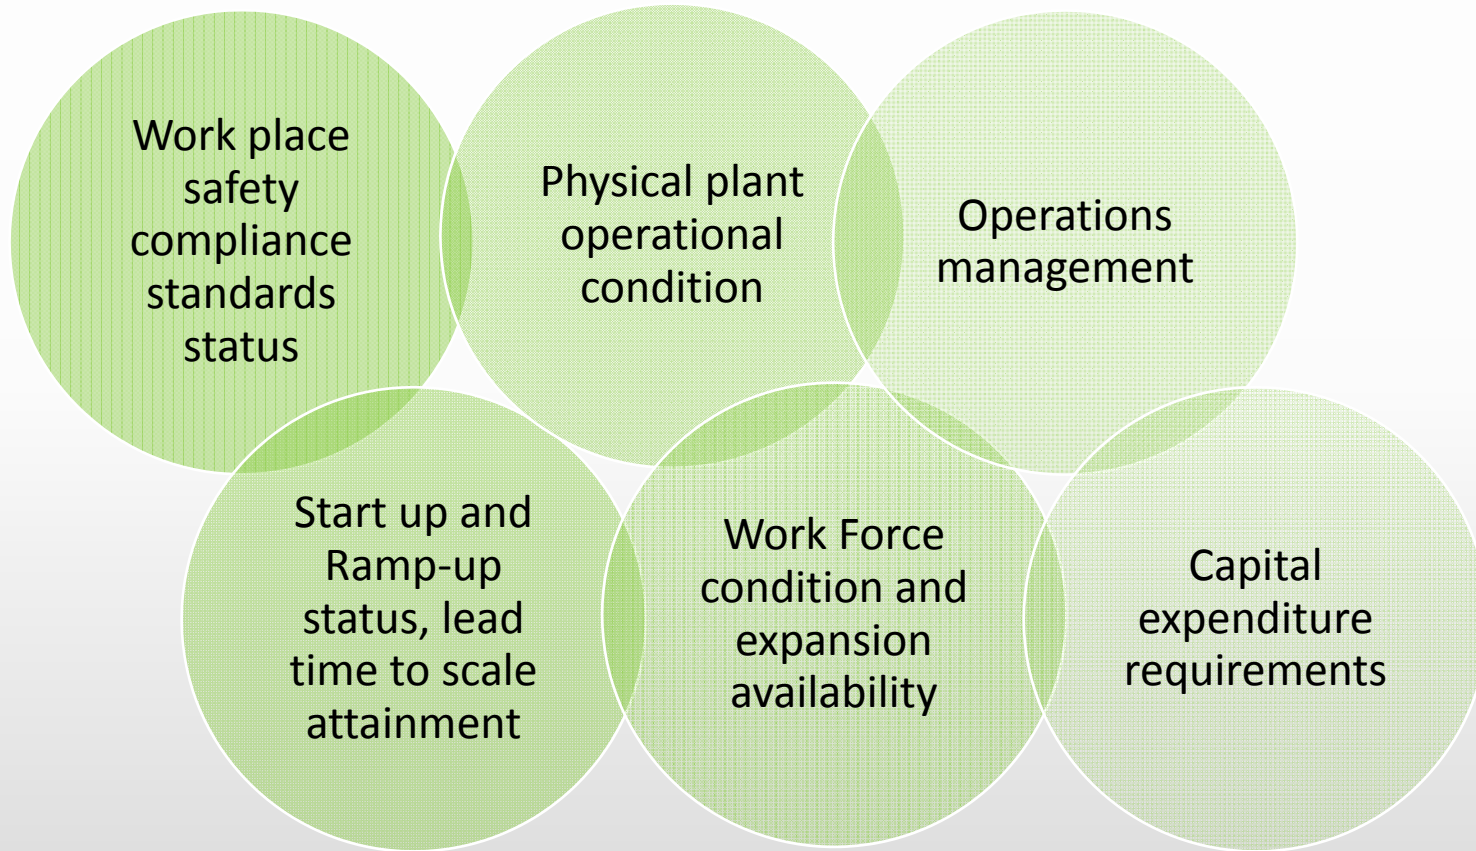 Work place
safety
compliance
standards
status
Physical plant
operational
condition
Operations
management
Start up and
Ramp-up
status, lead
time to scale
attainment
Work Force
condition and
expansion
availability
Capital
expenditure
requirements